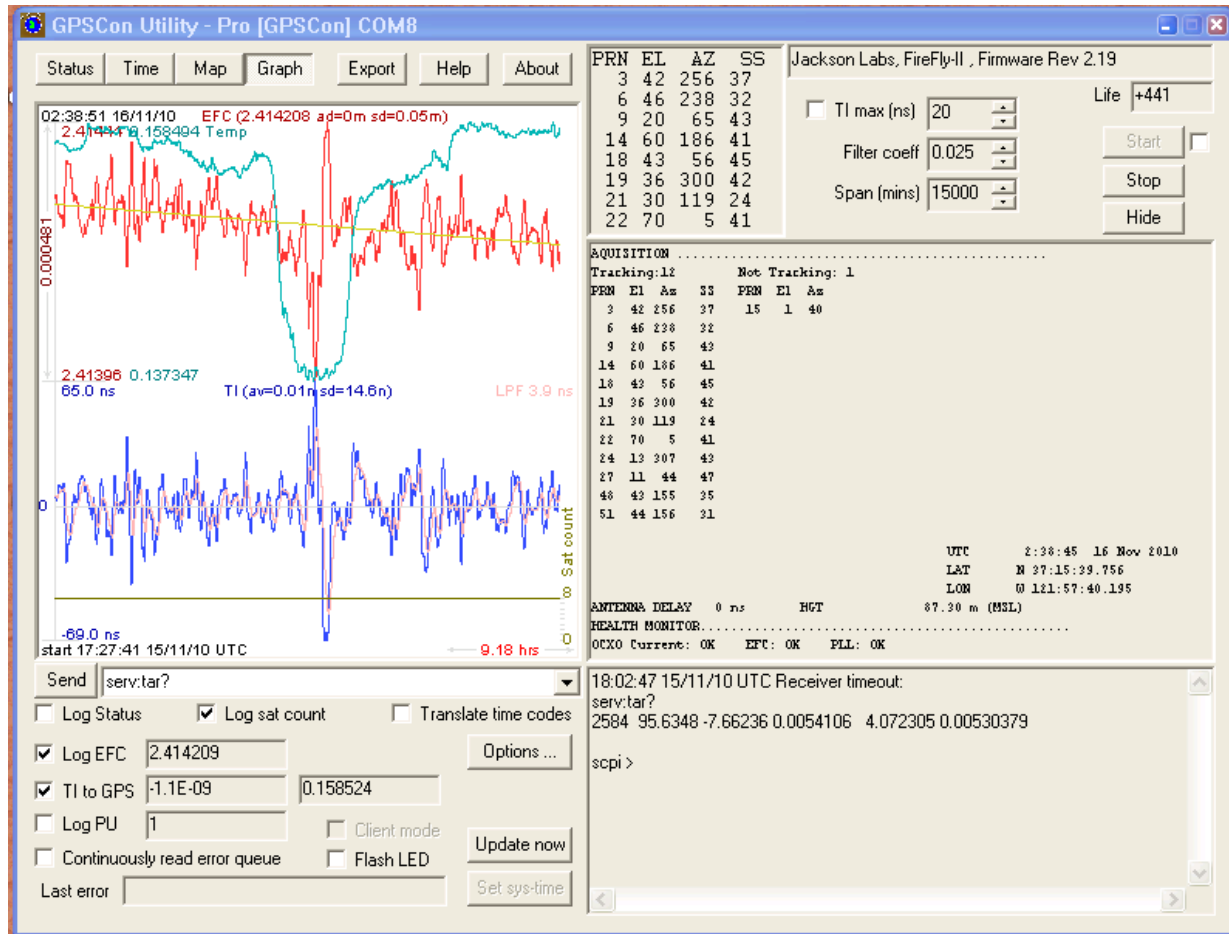 GPSCon Utility - Pro [GPSCon] COM8
Status Time Map Graph Export Help About
02:38:51 16/11/10 EFC (2.414208 ad=0m sd=0.05m)
2.41444 0.158494 Temp
0.000481
2.41396 0.137347
65.0 ns TI (av=0.01n sd=14.6n) LPF 3.9 ns
0
Sat count
8
-69.0 ns 0
start 17:27:41 15/11/10 UTC 9.18 hrs
PRN EL AZ SS
3 42 256 37
6 46 238 32
9 20 65 43
14 60 186 41
18 43 56 45
19 36 300 42
21 30 119 24
22 70 5 41
Jackson Labs, FireFly-II , Firmware Rev 2.19
Life +441
TI max (ns) 20
Filter coeff 0.025
Span (mins) 15000
Start
Stop
Hide
AQUISITION ................................................
Tracking:12 Not Tracking: 1
PRN El Az SS PRN El Az
3 42 256 37 15 1 40
6 46 238 32
9 20 65 43
14 60 186 41
18 43 56 45
19 36 300 42
21 30 119 24
22 70 5 41
24 13 307 43
27 11 44 47
48 43 155 35
51 44 156 31
UTC 2:38:45 16 Nov 2010
LAT N 37:15:39.756
LON W 121:57:40.195
ANTENNA DELAY 0 ns HGT 87.30 m (MSL)
HEALTH MONITOR................................................
OCXO Current: OK EFC: OK PLL: OK
Send serv:tar?
Log Status Log sat count Translate time codes
Log EFC 2.414209 Options ...
TI to GPS -1.1E-09 0.158524
Log PU 1 Client mode
Update now
Continuously read error queue Flash LED
Last error Set sys-time
18:02:47 15/11/10 UTC Receiver timeout:
serv:tar?
2584 95.6348 -7.66236 0.0054106 4.072305 0.00530379
scpi >